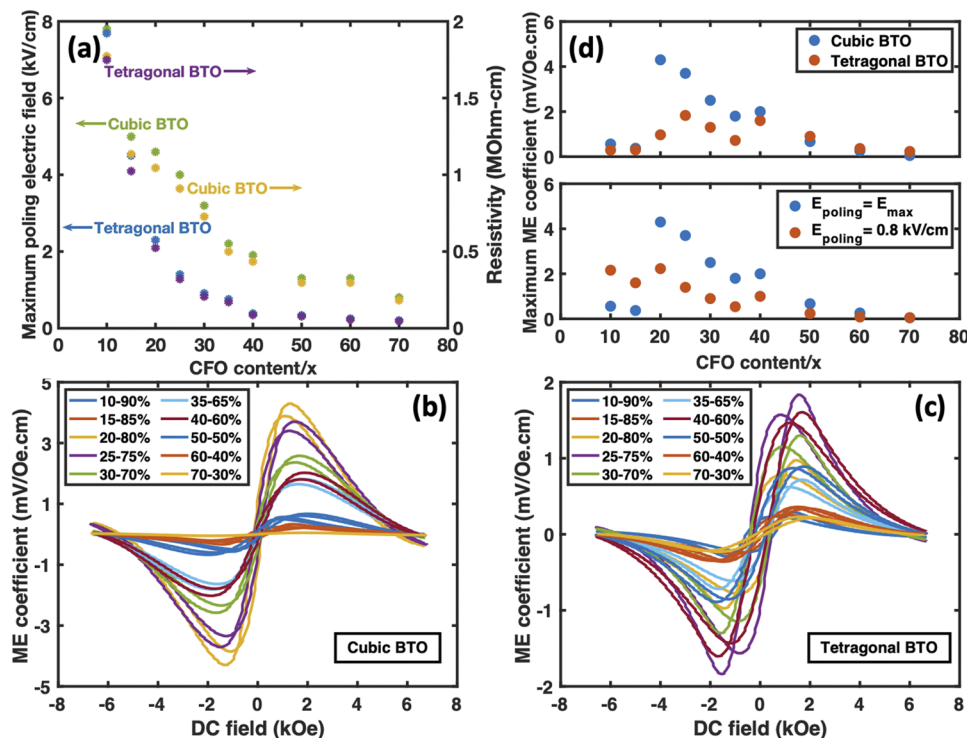 (a)
Maximum poling electric field (kV/cm)
8
6
4
2
0
Tetragonal BTO
Cubic BTO
Cubic BTO
Tetragonal BTO
2
1.5
1
0.5
0
Resistivity (MOhm-cm)
0 10 20 30 40 50 60 70 80
CFO content/x
(d)
Maximum ME coefficient (mV/Oe.cm)
6
4
2
0
Cubic BTO
Tetragonal BTO
6
4
2
0
E poling = E max
E poling = 0.8 kV/cm
0 10 20 30 40 50 60 70 80
CFO content/x
(b)
ME coefficient (mV/Oe.cm)
5
3
1
-1
-3
-5
10-90% 35-65%
15-85% 40-60%
20-80% 50-50%
25-75% 60-40%
30-70% 70-30%
Cubic BTO
-8 -6 -4 -2 0 2 4 6 8
DC field (kOe)
(c)
ME coefficient (mV/Oe.cm)
2
1
0
-1
-2
10-90% 35-65%
15-85% 40-60%
20-80% 50-50%
25-75% 60-40%
30-70% 70-30%
Tetragonal BTO
-8 -6 -4 -2 0 2 4 6 8
DC field (kOe)